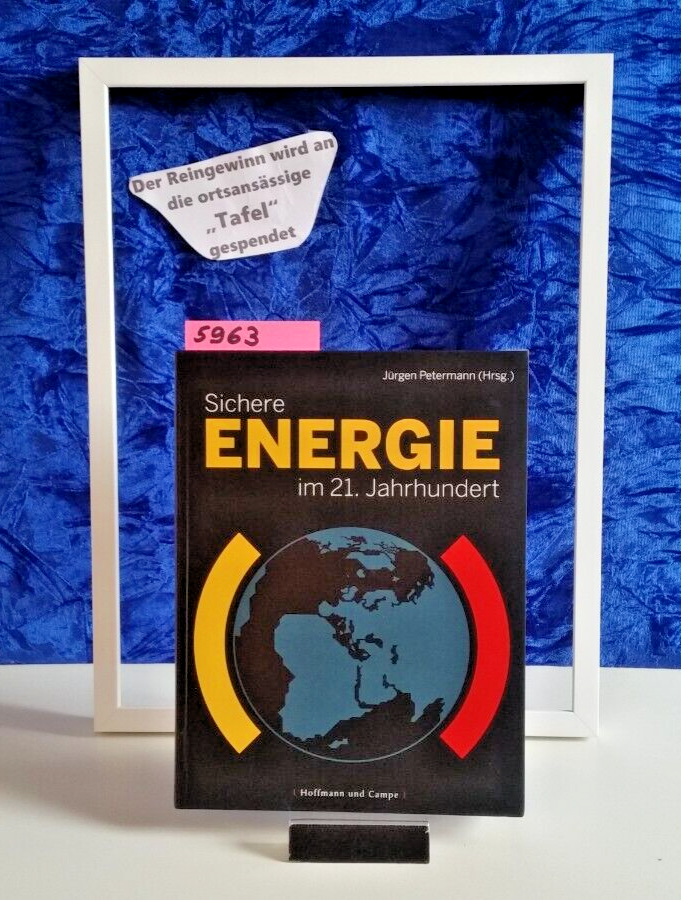 Der Reingewinn wird an
die ortsansässige
„Tafel“
gespendet
5963
Jürgen Petermann (Hrsg.)
Sichere
ENERGIE
im 21. Jahrhundert
( Hoffmann und Campe )